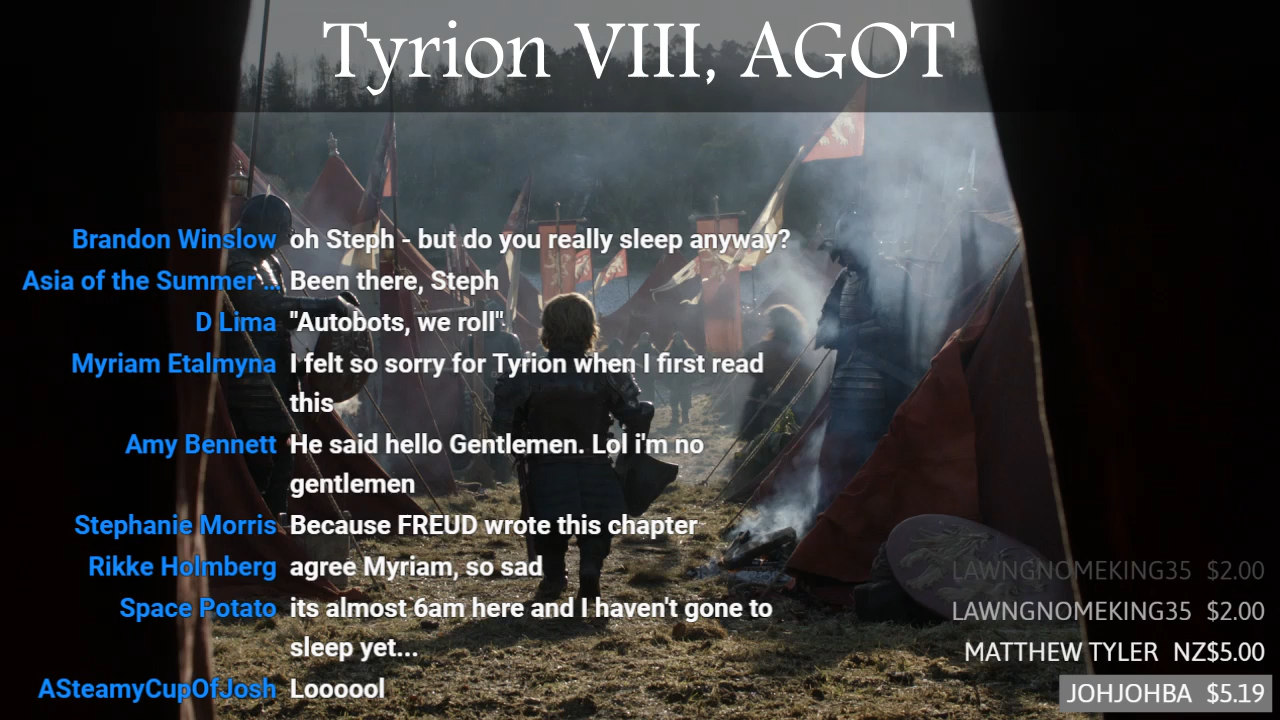 Tyrion VIII, AGOT
Brandon Winslow oh Steph - but do you really sleep anyway?
Asia of the Summer ... Been there, Steph
D Lima "Autobots, we roll"
Myriam Etalmyna I felt so sorry for Tyrion when I first read
this
Amy Bennett He said hello Gentlemen. Lol i'm no
gentlemen
Stephanie Morris Because FREUD wrote this chapter
Rikke Holmberg agree Myriam, so sad
Space Potato its almost 6am here and I haven't gone to
sleep yet...
ASteamyCupOfJosh Loooool
LAWNGNOMEKING35 $2.00
LAWNGNOMEKING35 $2.00
MATTHEW TYLER NZ$5.00
JOHJOHBA $5.19